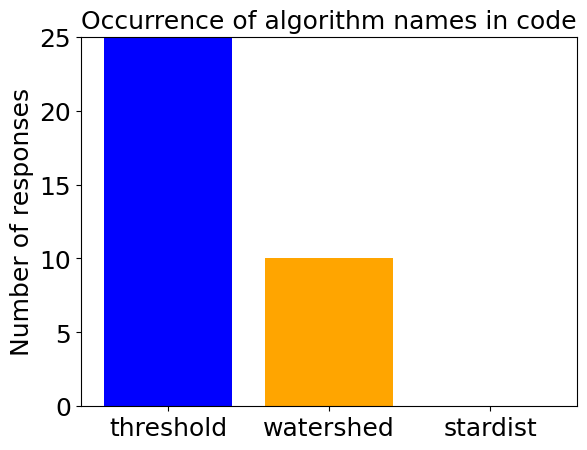 Occurrence of algorithm names in code
Number of responses
25
20
15
10
5
0
threshold watershed stardist